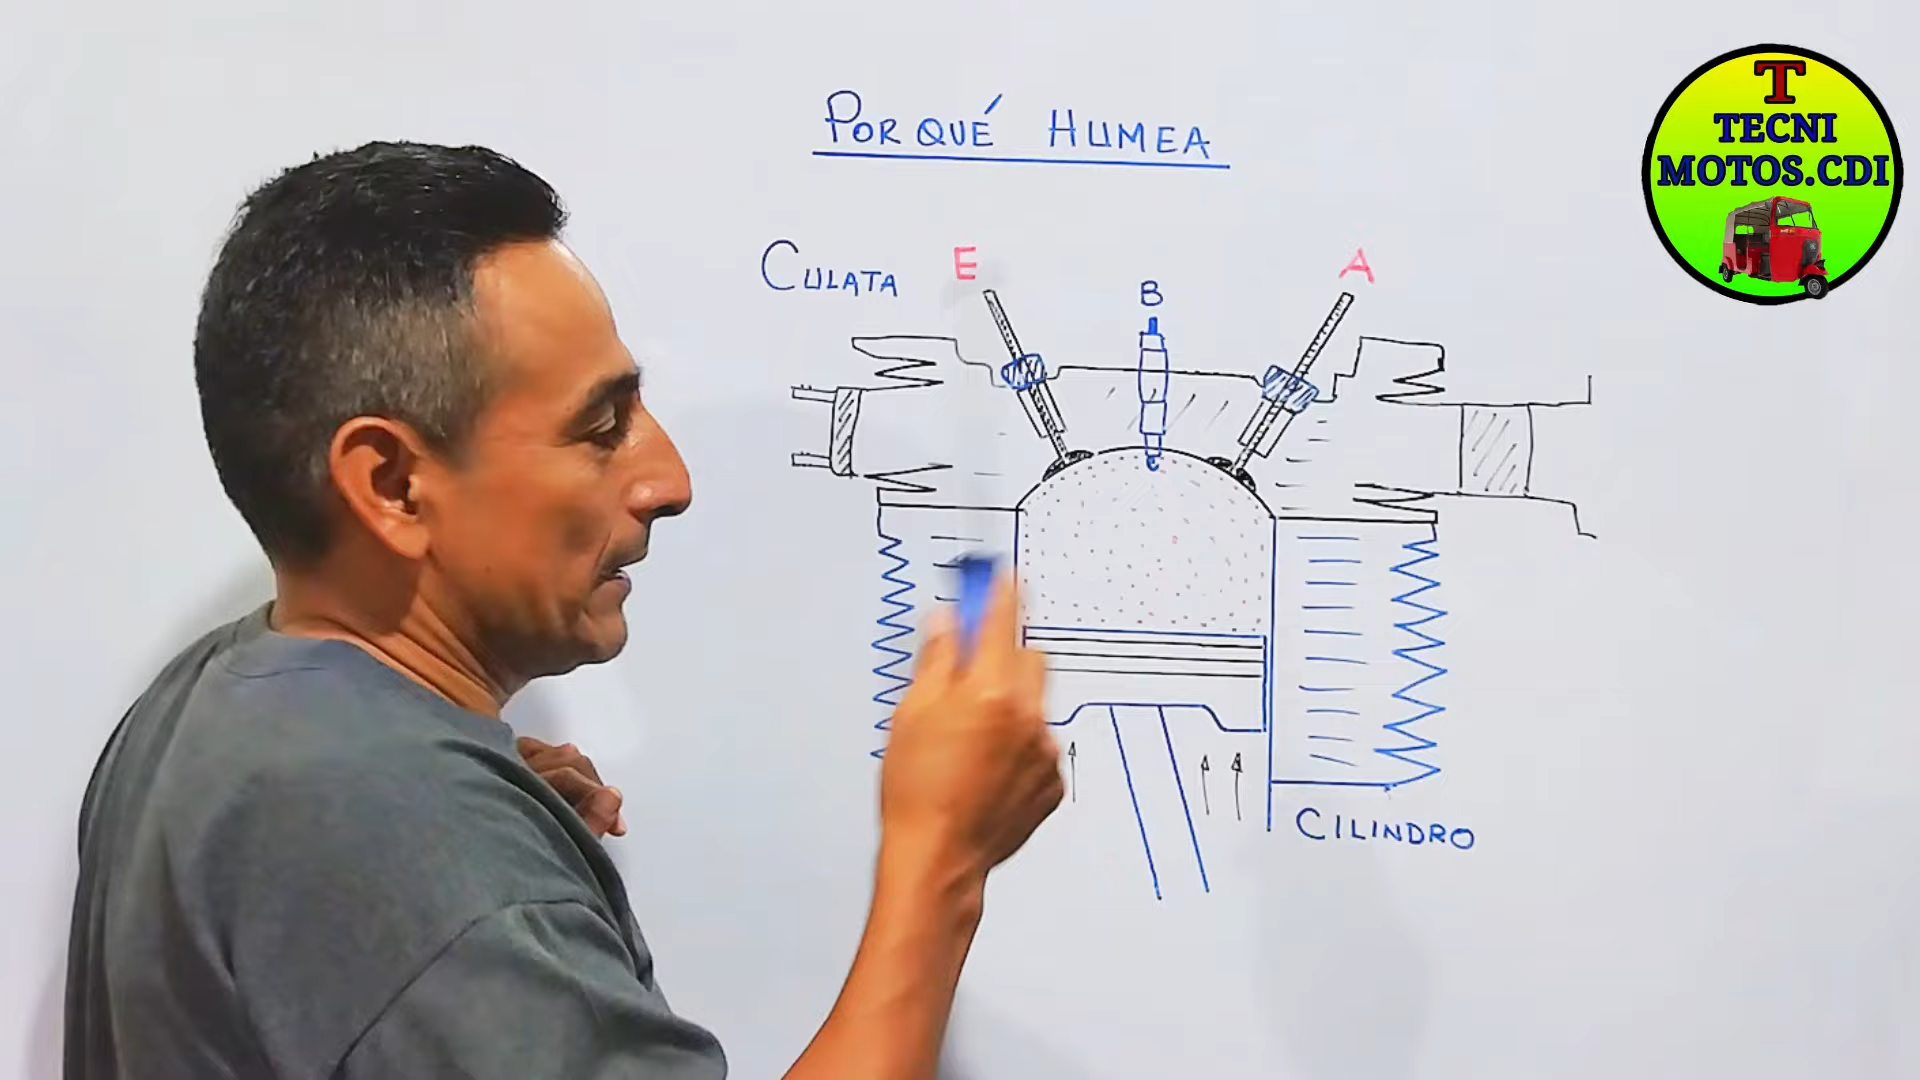 POR QUÉ HUMEA
T
TECNI
MOTOS.CDI
CULATA
E
B
A
CILINDRO